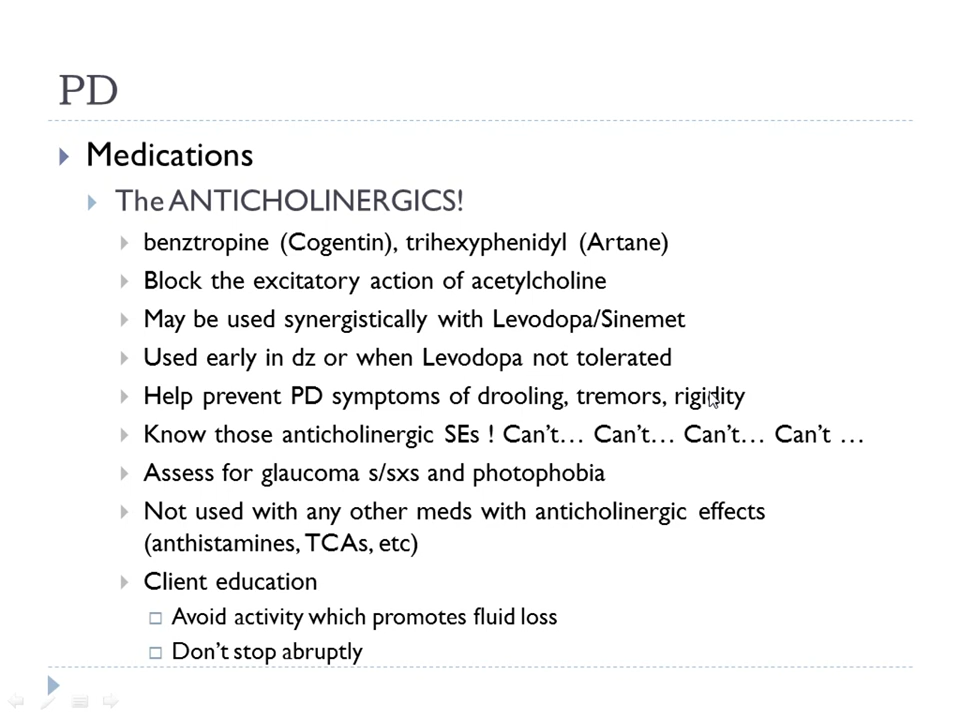 PD
Medications
The ANTICHOLINERGICS!
benztropine (Cogentin), trihexyphenidyl (Artane)
Block the excitatory action of acetylcholine
May be used synergistically with Levodopa/Sinemet
Used early in dz or when Levodopa not tolerated
Help prevent PD symptoms of drooling, tremors, rigidity
Know those anticholinergic SEs ! Can't… Can't… Can't… Can't …
Assess for glaucoma s/sxs and photophobia
Not used with any other meds with anticholinergic effects
(anthistamines, TCAs, etc)
Client education
Avoid activity which promotes fluid loss
Don't stop abruptly